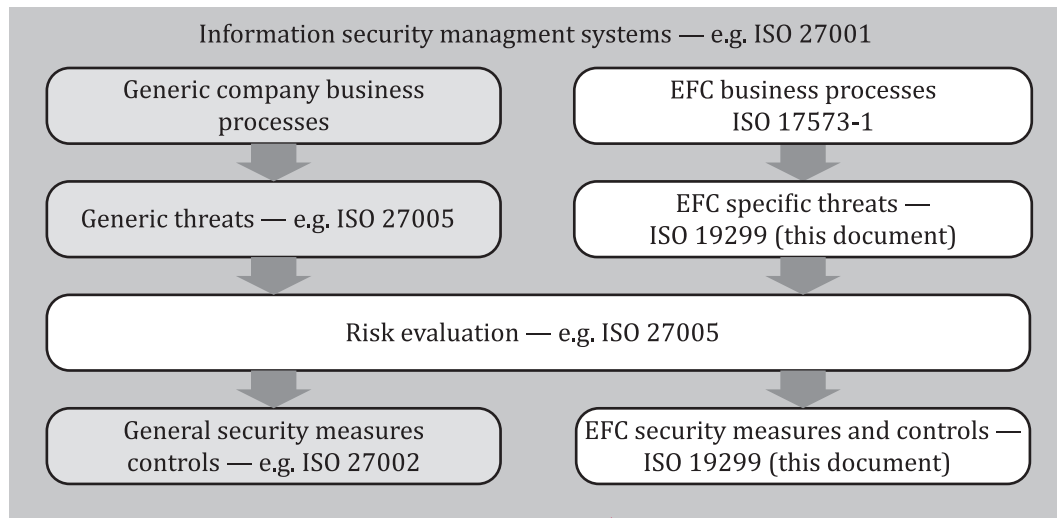 Information security managment systems — e.g. ISO 27001
Generic company business
processes
EFC business processes
ISO 17573-1
Generic threats — e.g. ISO 27005
EFC specific threats —
ISO 19299 (this document)
Risk evaluation — e.g. ISO 27005
General security measures
controls — e.g. ISO 27002
EFC security measures and controls —
ISO 19299 (this document)